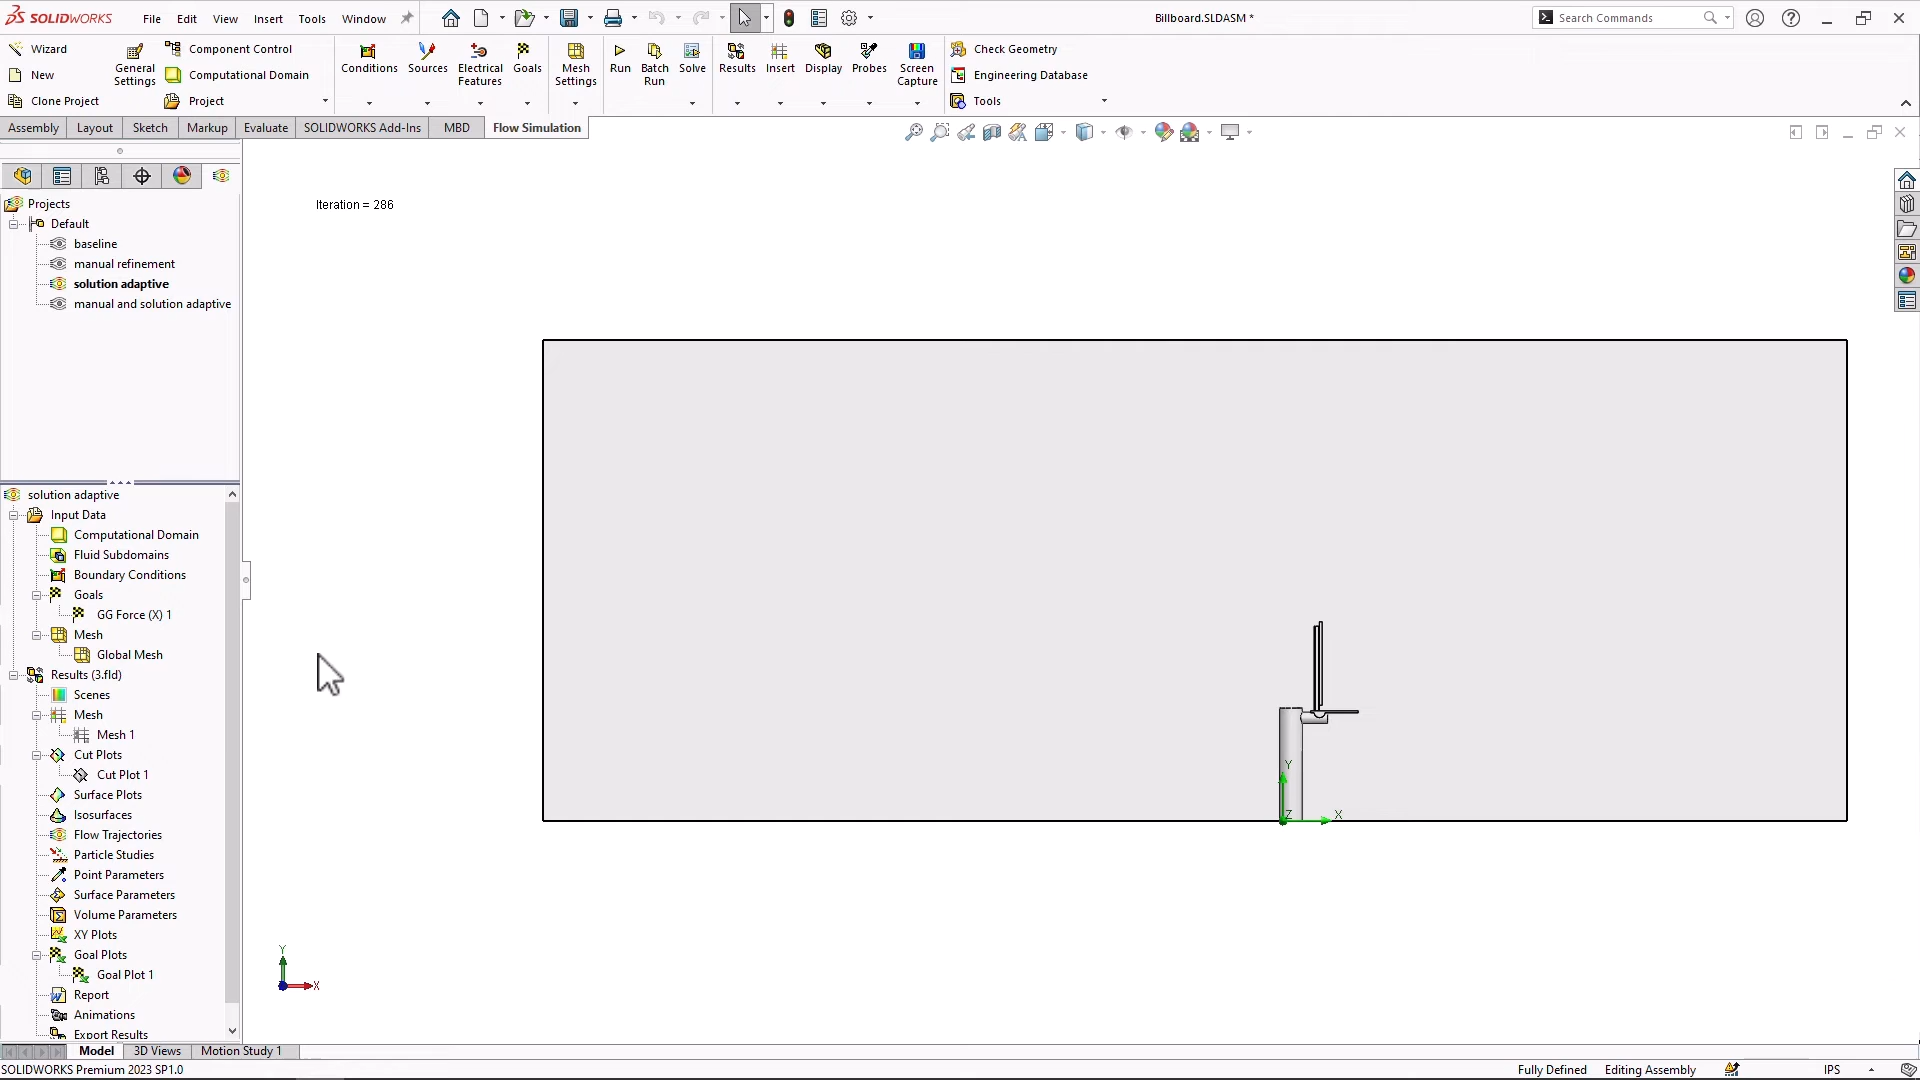 SOLIDWORKS
File Edit View Insert Tools Window
Billboard.SLDASM *
Search Commands
Wizard
New
Clone Project
General Settings
Component Control
Computational Domain
Project
Conditions
Sources
Electrical Features
Goals
Mesh Settings
Run
Batch Run
Solve
Results
Insert
Display
Probes
Screen Capture
Check Geometry
Engineering Database
Tools
Assembly Layout Sketch Markup Evaluate SOLIDWORKS Add-Ins MBD Flow Simulation
Projects
Default
baseline
manual refinement
solution adaptive
manual and solution adaptive
Iteration = 286
solution adaptive
Input Data
Computational Domain
Fluid Subdomains
Boundary Conditions
Goals
GG Force (X) 1
Mesh
Global Mesh
Results (3.fld)
Scenes
Mesh
Mesh 1
Cut Plots
Cut Plot 1
Surface Plots
Isosurfaces
Flow Trajectories
Particle Studies
Point Parameters
Surface Parameters
Volume Parameters
XY Plots
Goal Plots
Goal Plot 1
Report
Animations
Export Results
Y
Z
X
Y
X
Model 3D Views Motion Study 1
SOLIDWORKS Premium 2023 SP1.0
Fully Defined Editing Assembly IPS